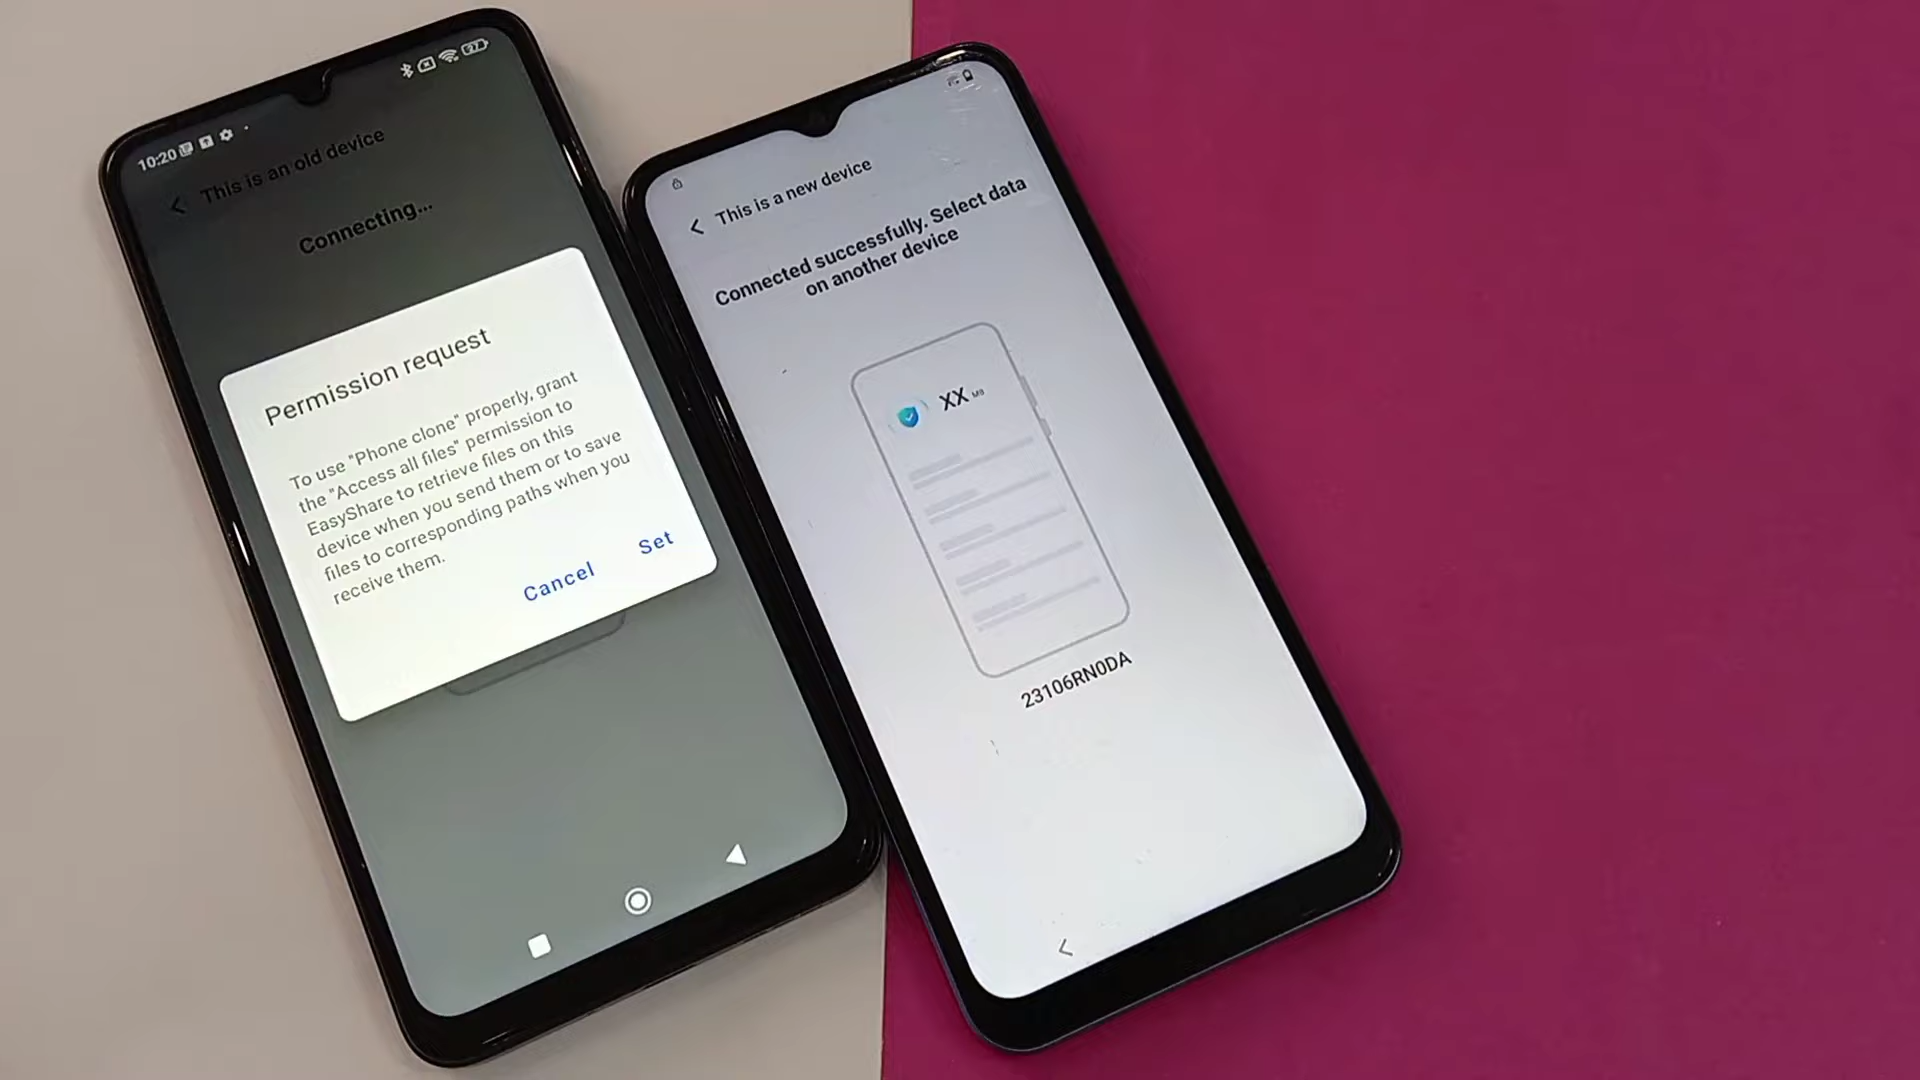 10:20
27
This is an old device
Connecting...
Permission request
To use "Phone clone" properly, grant
the "Access all files" permission to
EasyShare to retrieve files on this
device when you send them or to save
files to corresponding paths when you
receive them.
Cancel
Set
This is a new device
Connected successfully. Select data
on another device
XX MB
23106RN0DA